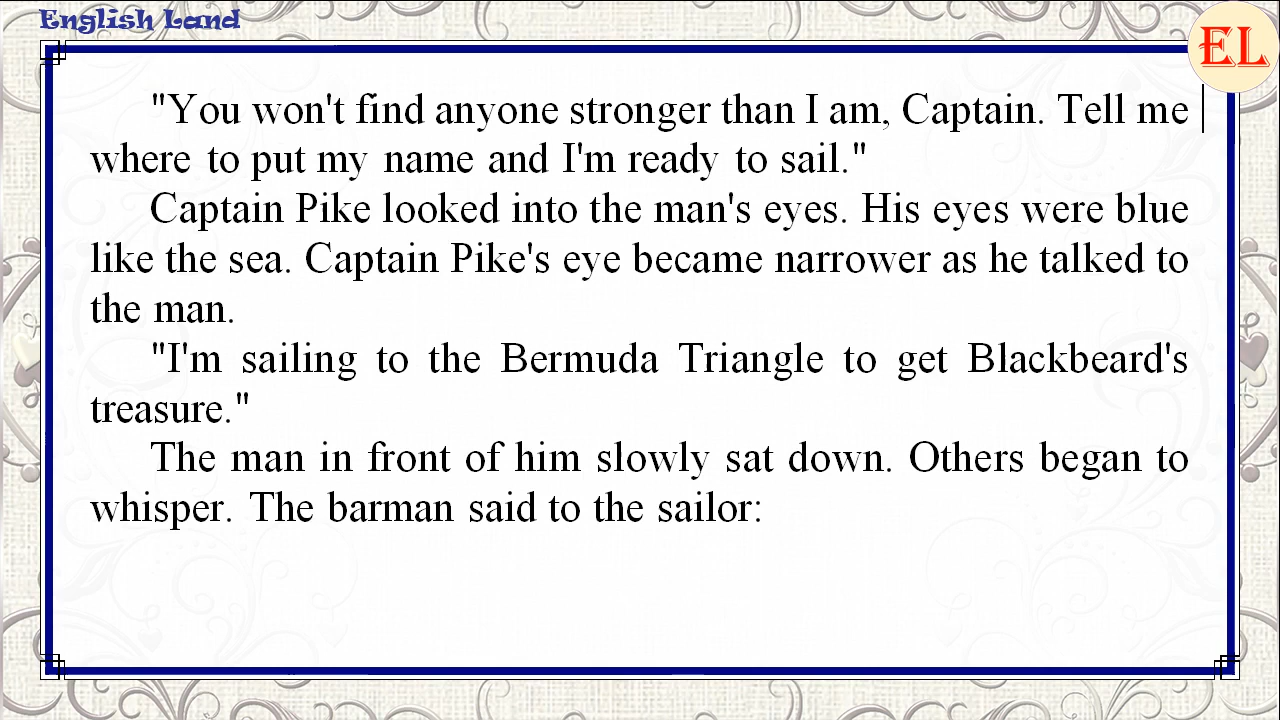 English Land
EL
"You won't find anyone stronger than I am, Captain. Tell me
where to put my name and I'm ready to sail."
Captain Pike looked into the man's eyes. His eyes were blue
like the sea. Captain Pike's eye became narrower as he talked to
the man.
"I'm sailing to the Bermuda Triangle to get Blackbeard's
treasure."
The man in front of him slowly sat down. Others began to
whisper. The barman said to the sailor: